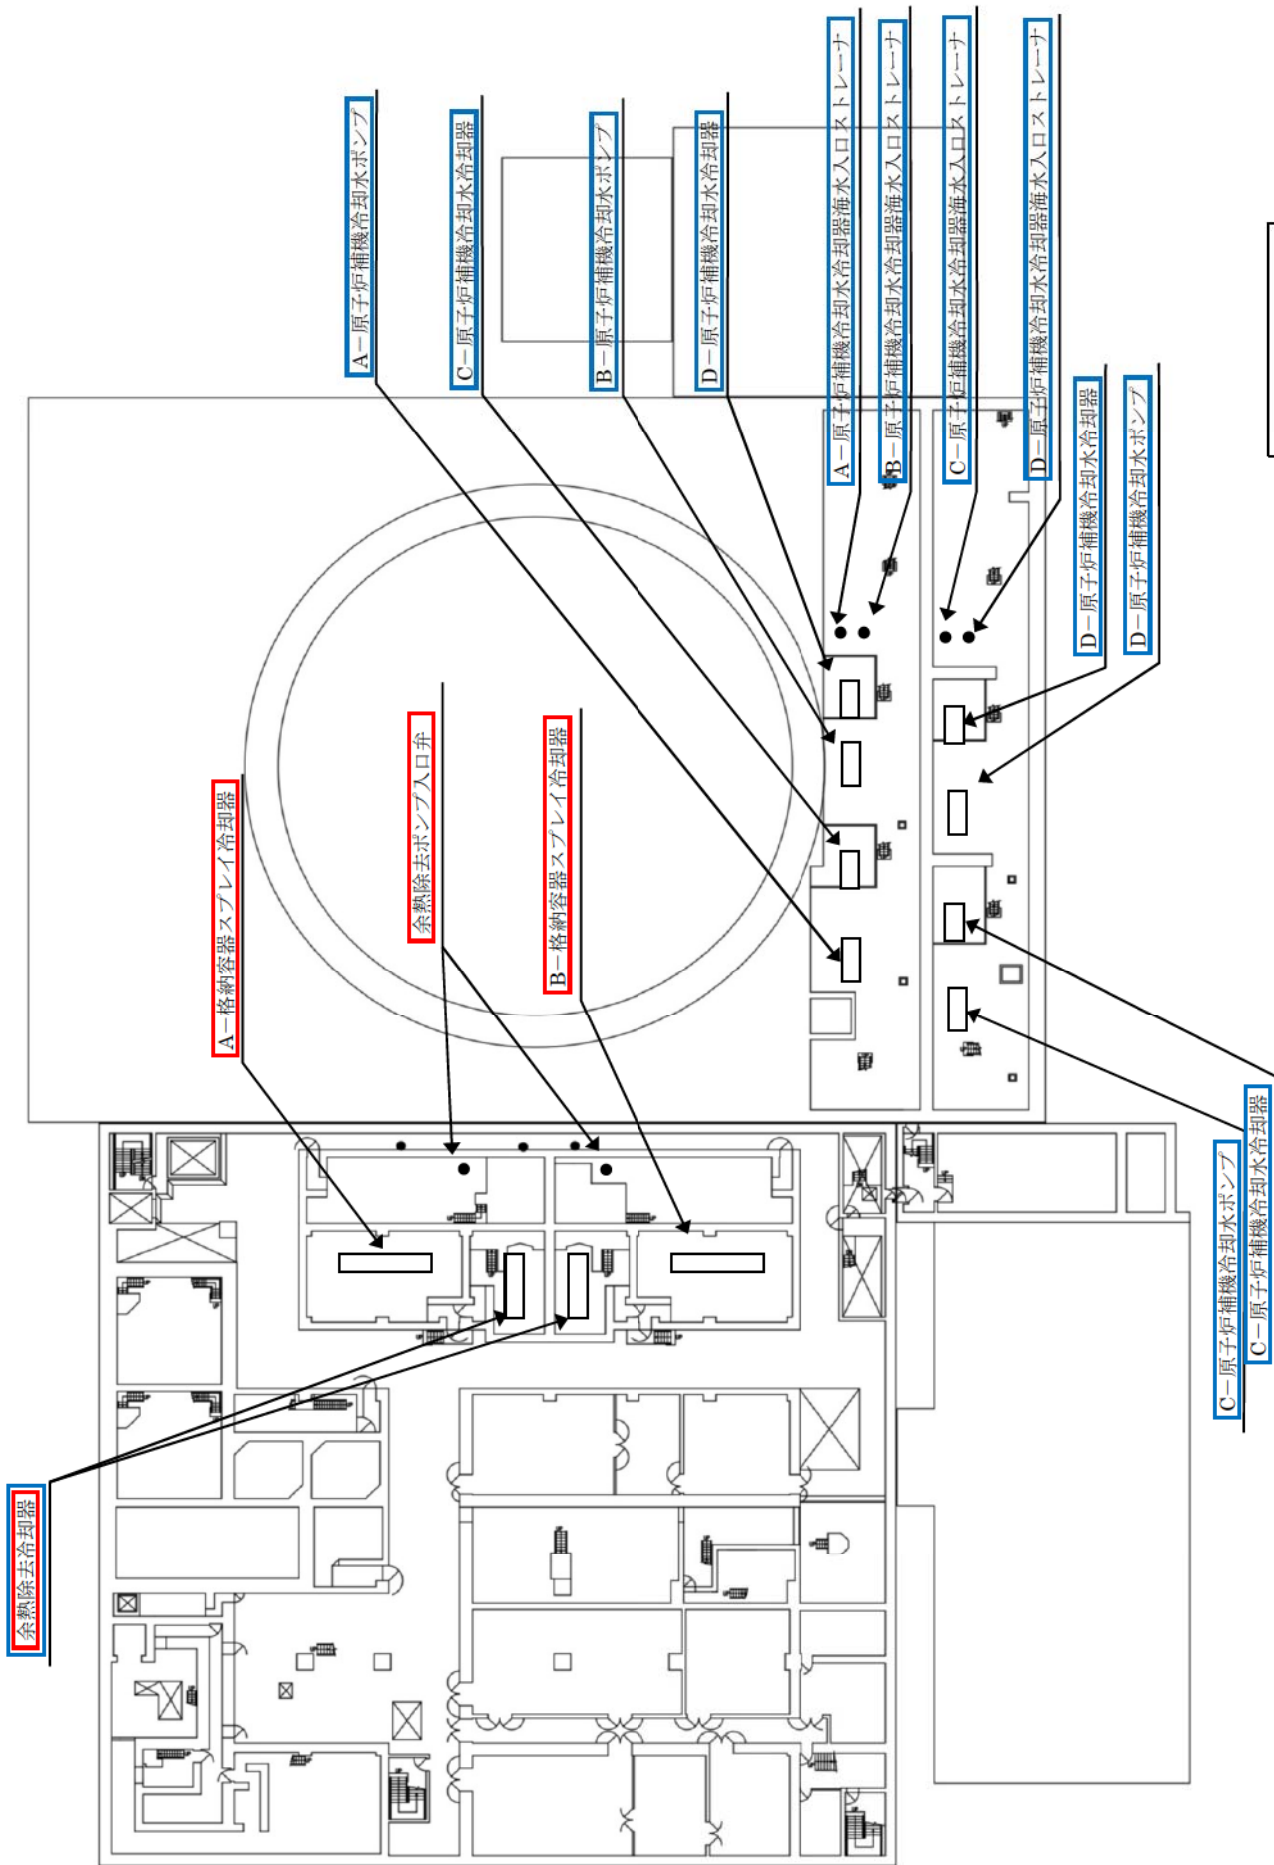 余熱除去冷却器
A－格納容器スプレイ冷却器
A－原子炉補機冷却水ポンプ
余熱除去ポンプ入口弁
C－原子炉補機冷却水冷却器
B－格納容器スプレイ冷却器
B－原子炉補機冷却水ポンプ
D－原子炉補機冷却水冷却器
A－原子炉補機冷却水冷却器海水入口ストレーナ
B－原子炉補機冷却水冷却器海水入口ストレーナ
C－原子炉補機冷却水冷却器海水入口ストレーナ
D－原子炉補機冷却水冷却器海水入口ストレーナ
D－原子炉補機冷却水冷却器
D－原子炉補機冷却水ポンプ
C－原子炉補機冷却水ポンプ
C－原子炉補機冷却水冷却器